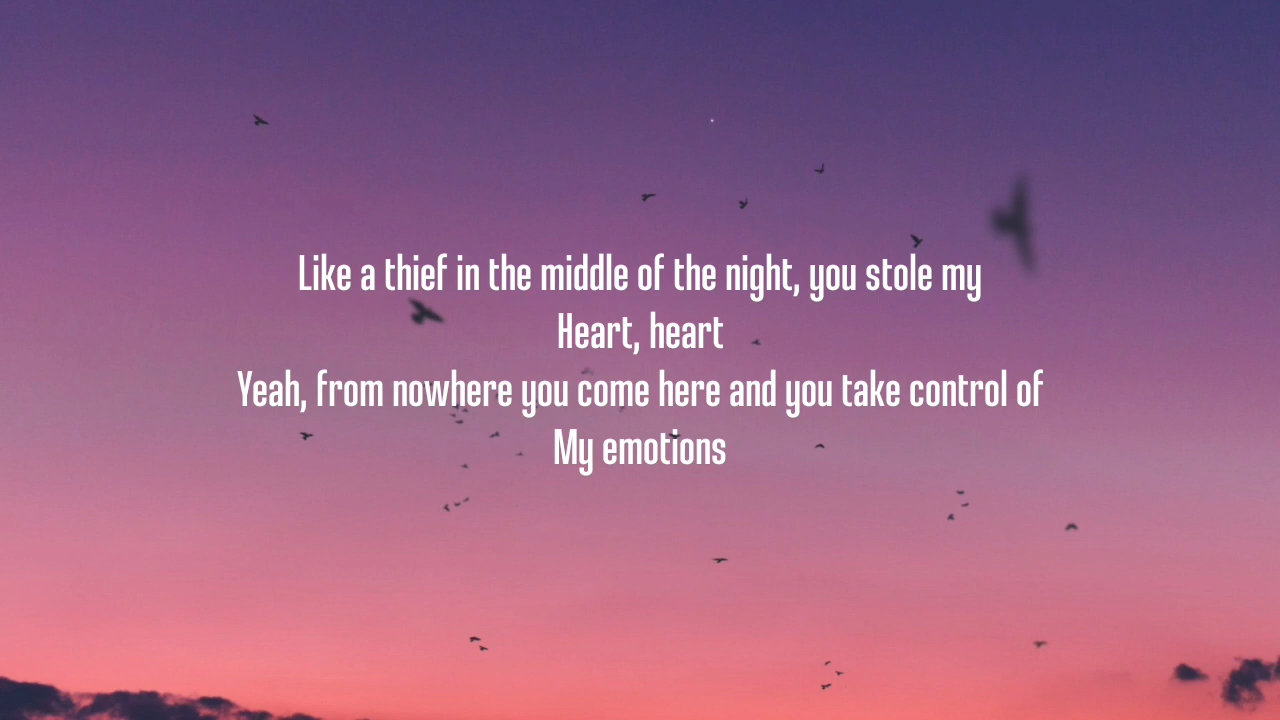 Like a thief in the middle of the night, you stole my
Heart, heart
Yeah, from nowhere you come here and you take control of
My emotions